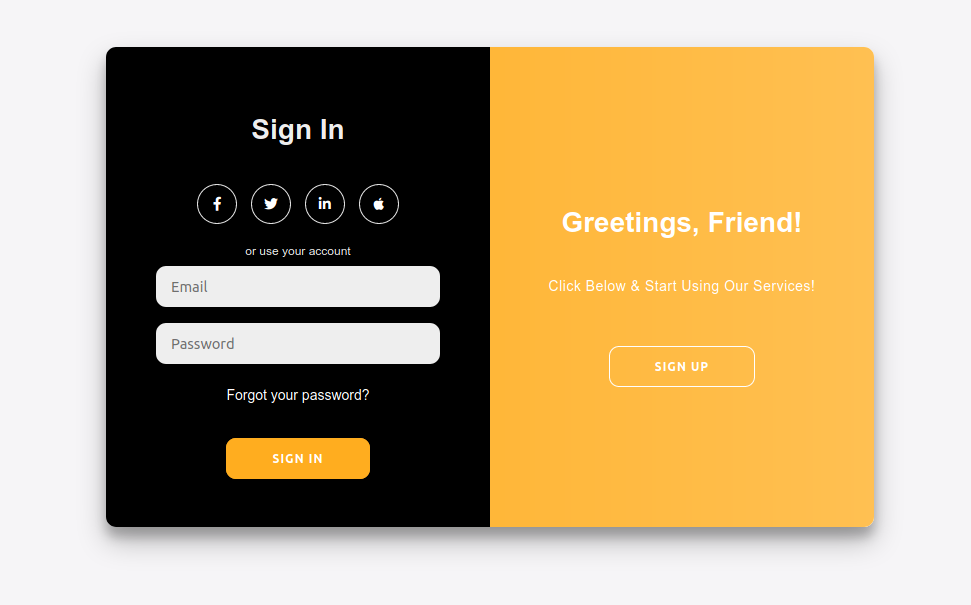 Sign In
or use your account
Email
Password
Forgot your password?
SIGN IN
Greetings, Friend!
Click Below & Start Using Our Services!
SIGN UP